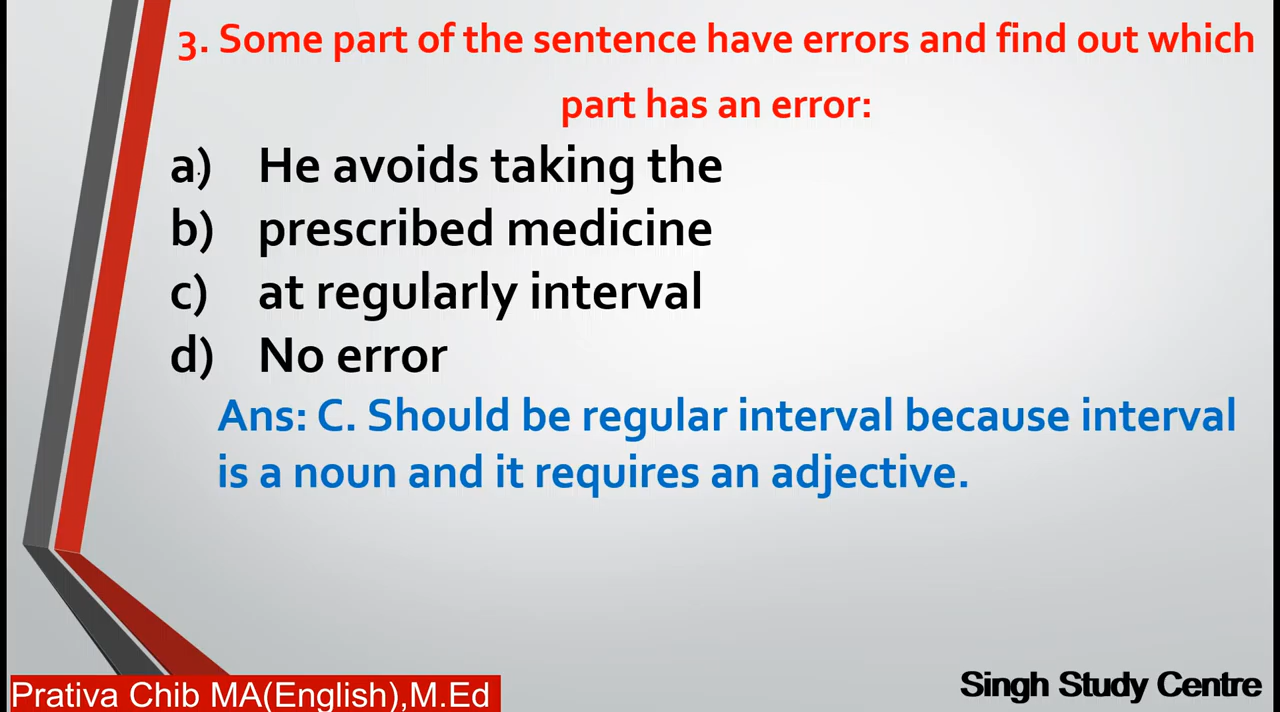 3. Some part of the sentence have errors and find out which
part has an error:
a) He avoids taking the
b) prescribed medicine
c) at regularly interval
d) No error
Ans: C. Should be regular interval because interval
is a noun and it requires an adjective.
Prativa Chib MA(English),M.Ed
Singh Study Centre